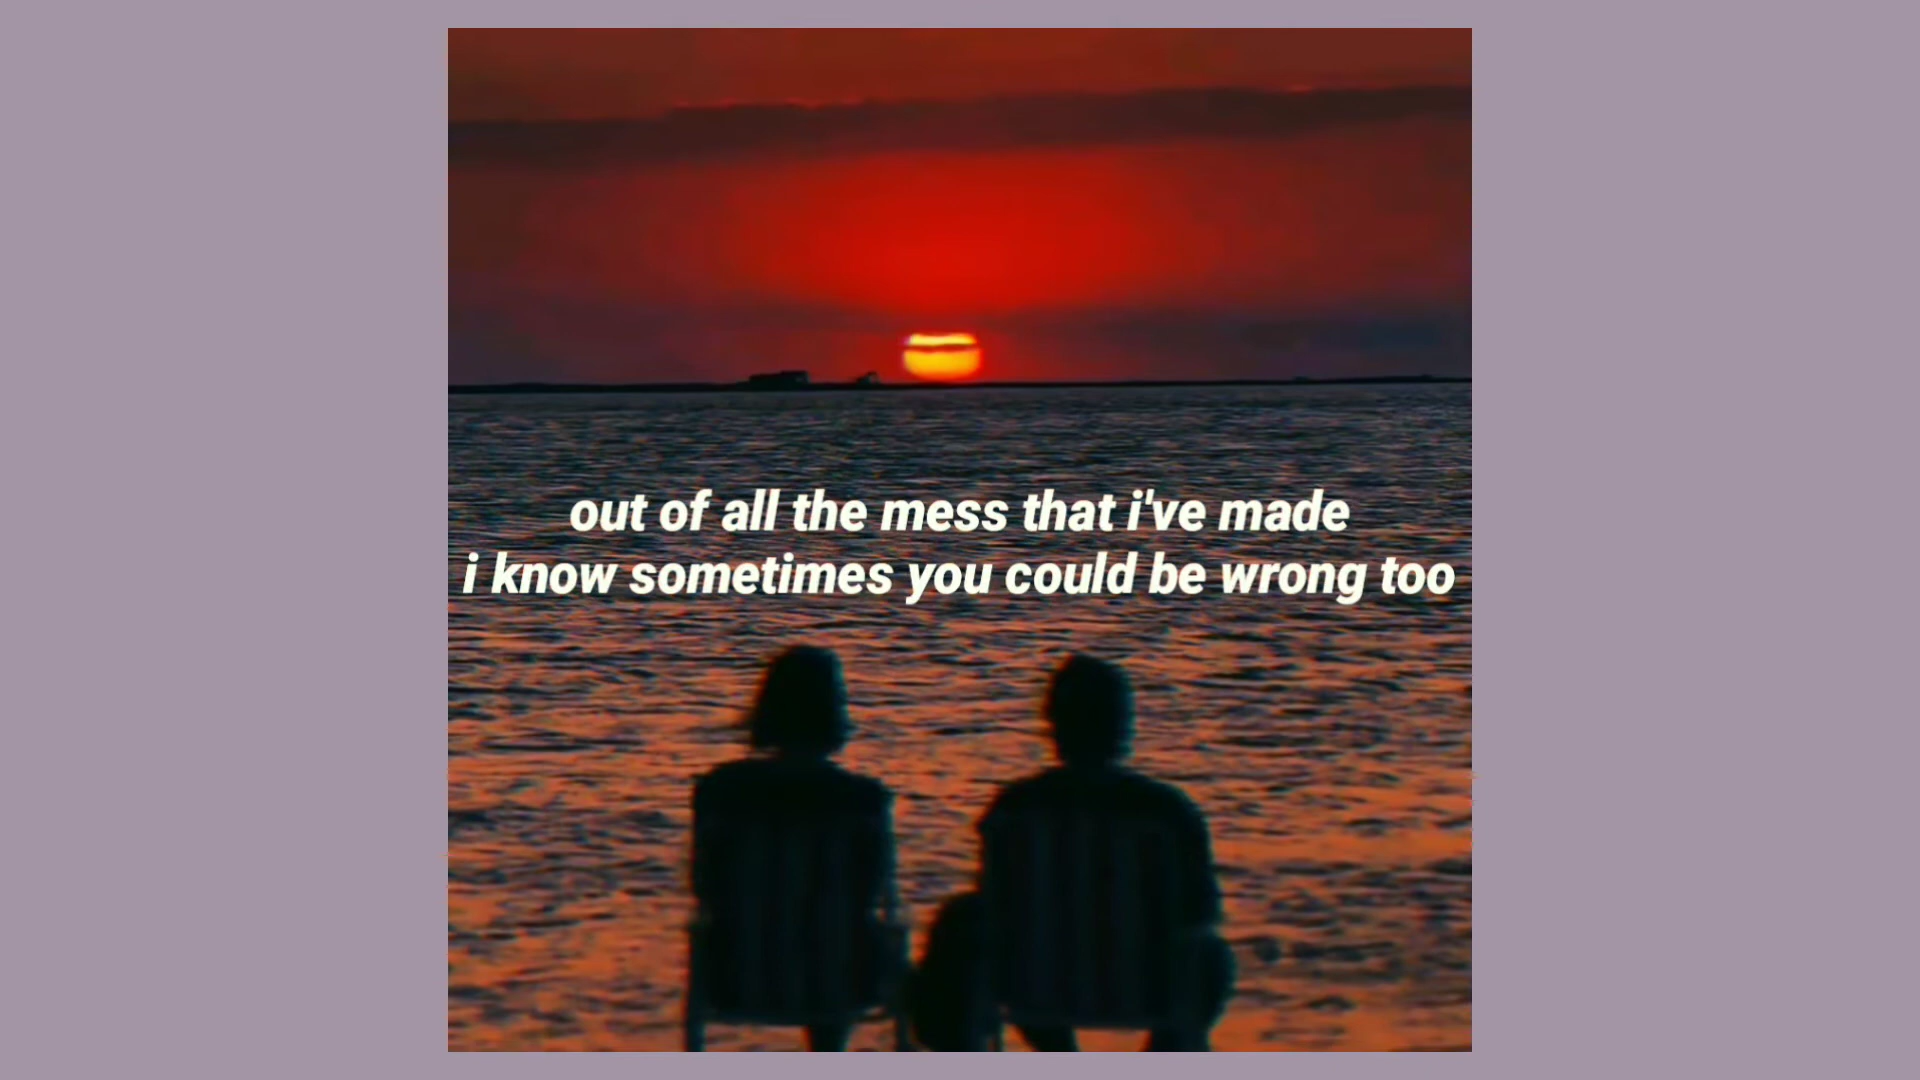 out of all the mess that i've made
i know sometimes you could be wrong too